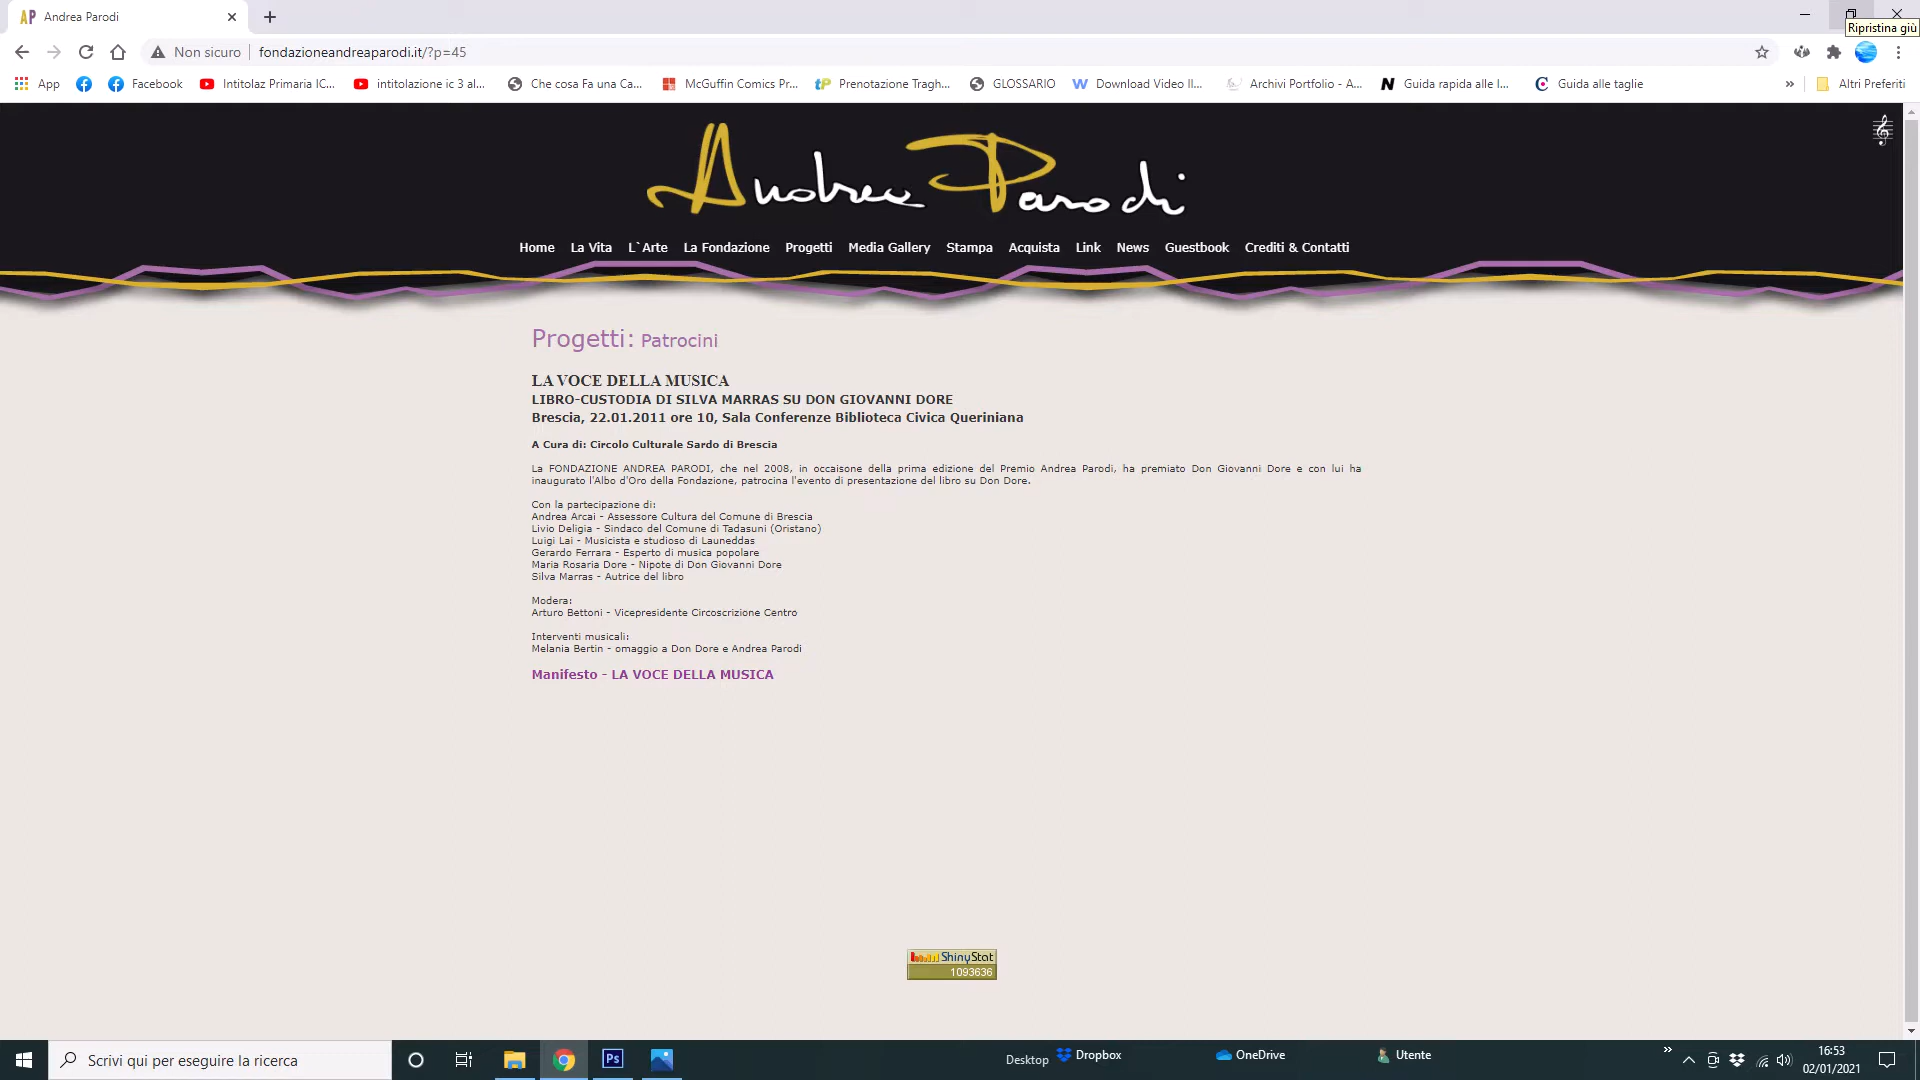 Andrea Parodi
Ripristina giù
Non sicuro fondazioneandreaparodi.it/?p=45
App Facebook Intitolaz Primaria IC... intitolazione ic 3 al... Che cosa Fa una Ca... McGuffin Comics Pr... Prenotazione Tragh... GLOSSARIO Download Video Il... Archivi Portfolio - A... Guida rapida alle I... Guida alle taglie » Altri Preferiti
Andrea Parodi
Home La Vita L`Arte La Fondazione Progetti Media Gallery Stampa Acquista Link News Guestbook Crediti & Contatti
Progetti: Patrocini
LA VOCE DELLA MUSICA
LIBRO-CUSTODIA DI SILVA MARRAS SU DON GIOVANNI DORE
Brescia, 22.01.2011 ore 10, Sala Conferenze Biblioteca Civica Queriniana
A Cura di: Circolo Culturale Sardo di Brescia
La FONDAZIONE ANDREA PARODI, che nel 2008, in occaisone della prima edizione del Premio Andrea Parodi, ha premiato Don Giovanni Dore e con lui ha
inaugurato l'Albo d'Oro della Fondazione, patrocina l'evento di presentazione del libro su Don Dore.
Con la partecipazione di:
Andrea Arcai - Assessore Cultura del Comune di Brescia
Livio Deligia - Sindaco del Comune di Tadasuni (Oristano)
Luigi Lai - Musicista e studioso di Launeddas
Gerardo Ferrara - Esperto di musica popolare
Maria Rosaria Dore - Nipote di Don Giovanni Dore
Silva Marras - Autrice del libro
Modera:
Arturo Bettoni - Vicepresidente Circoscrizione Centro
Interventi musicali:
Melania Bertin - omaggio a Don Dore e Andrea Parodi
Manifesto - LA VOCE DELLA MUSICA
ShinyStat
1093636
Scrivi qui per eseguire la ricerca Ps Desktop Dropbox OneDrive Utente » 16:53
02/01/2021